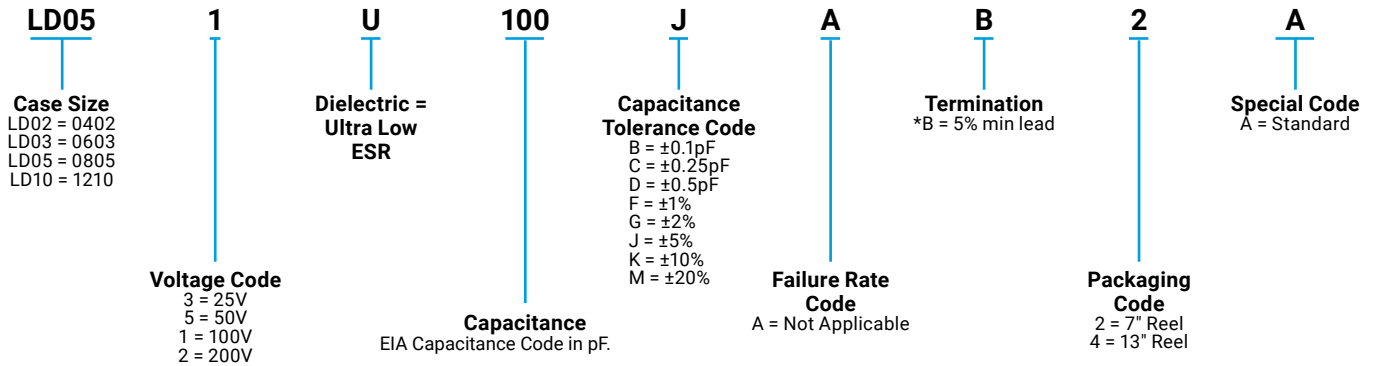 LD05 1 U 100 J A B 2 A
Case Size
LD02 = 0402
LD03 = 0603
LD05 = 0805
LD10 = 1210
Voltage Code
3 = 25V
5 = 50V
1 = 100V
2 = 200V
Dielectric =
Ultra Low
ESR
Capacitance
EIA Capacitance Code in pF.
Capacitance
Tolerance Code
B = ±0.1pF
C = ±0.25pF
D = ±0.5pF
F = ±1%
G = ±2%
J = ±5%
K = ±10%
M = ±20%
Failure Rate
Code
A = Not Applicable
Termination
*B = 5% min lead
Packaging
Code
2 = 7" Reel
4 = 13" Reel
Special Code
A = Standard